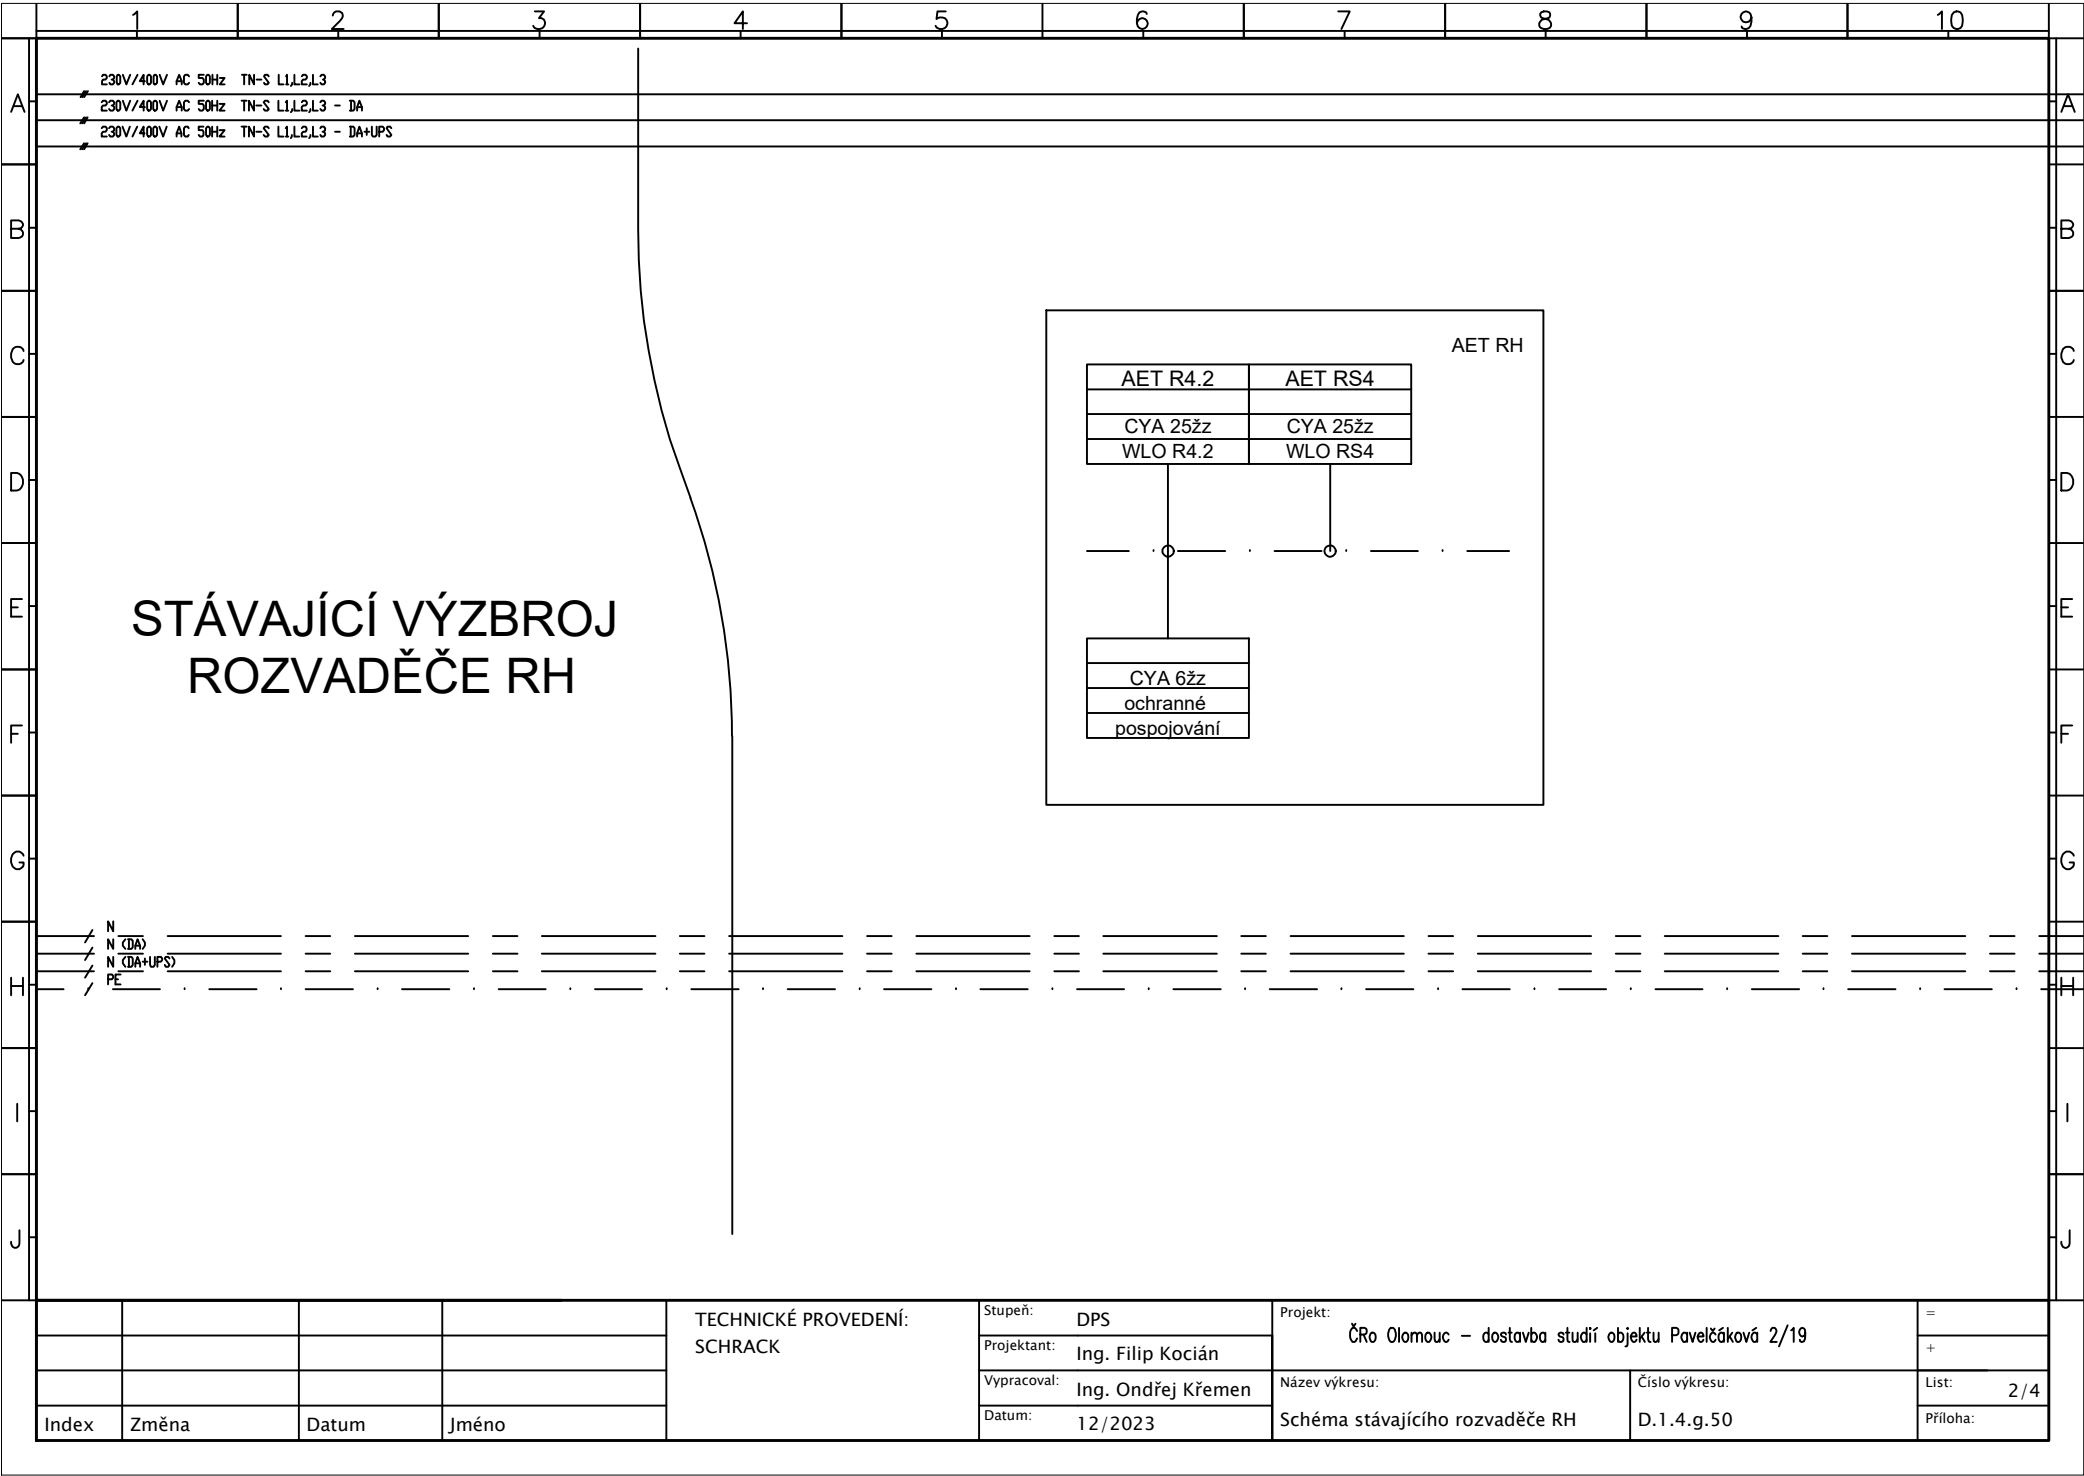 1 2 3 4 5 6 7 8 9 10
230V/400V AC 50Hz TN-S L1,L2,L3
A A
230V/400V AC 50Hz TN-S L1,L2,L3 - DA
230V/400V AC 50Hz TN-S L1,L2,L3 - DA+UPS
B B
AET RH
C C
AET R4.2 AET RS4
CYA 25žz CYA 25žz
WLO R4.2 WLO RS4
D D
E E
STÁVAJÍCÍ VÝZBROJ
ROZVADĚČE RH
CYA 6žz
ochranné
pospojování
F F
G G
N
N (DA)
N (DA+UPS)
PE
H H
I I
J J
TECHNICKÉ PROVEDENÍ:
SCHRACK
Stupeň: DPS
Projektant: Ing. Filip Kocián
Vypracoval: Ing. Ondřej Křemen
Datum: 12/2023
Projekt:
ČRo Olomouc - dostavba studií objektu Pavelčáková 2/19
Název výkresu:
Schéma stávajícího rozvaděče RH
Číslo výkresu:
D.1.4.g.50
=
+
List: 2/4
Příloha:
Index Změna Datum Jméno